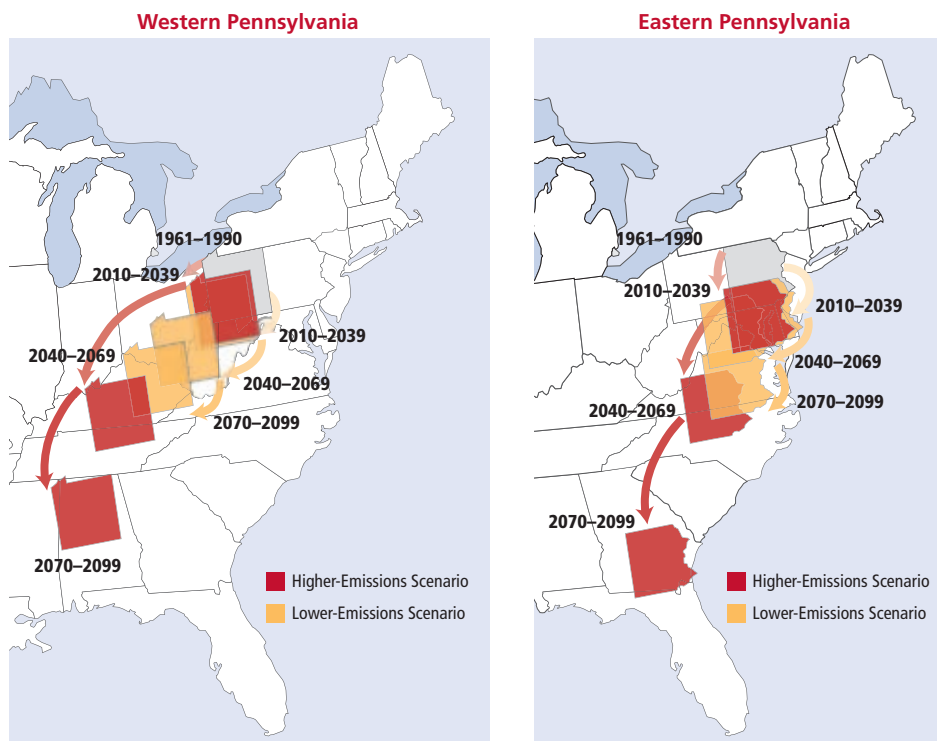 Western Pennsylvania
1961–1990
2010–2039
2010–2039
2040–2069
2040–2069
2070–2099
2070–2099
Higher-Emissions Scenario
Lower-Emissions Scenario
Eastern Pennsylvania
1961–1990
2010–2039
2010–2039
2040–2069
2070–2099
2040–2069
2070–2099
Higher-Emissions Scenario
Lower-Emissions Scenario